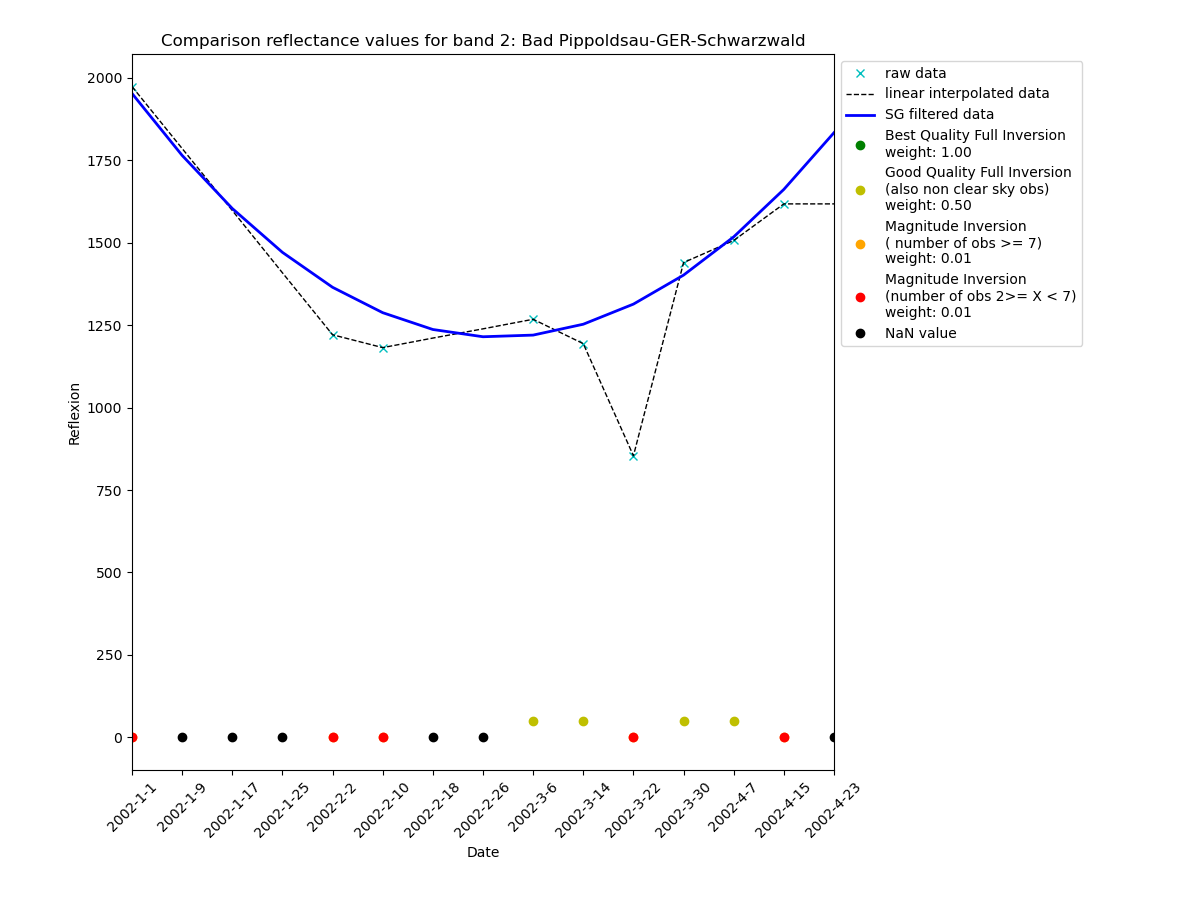 Comparison reflectance values for band 2: Bad Pippoldsau-GER-Schwarzwald
2000
1750
1500
1250
1000
750
500
250
0
Reflexion
2002-1-1
2002-1-9
2002-1-17
2002-1-25
2002-2-2
2002-2-10
2002-2-18
2002-2-26
2002-3-6
2002-3-14
2002-3-22
2002-3-30
2002-4-7
2002-4-15
2002-4-23
Date
raw data
linear interpolated data
SG filtered data
Best Quality Full Inversion
weight: 1.00
Good Quality Full Inversion
(also non clear sky obs)
weight: 0.50
Magnitude Inversion
( number of obs >= 7)
weight: 0.01
Magnitude Inversion
(number of obs 2>= X < 7)
weight: 0.01
NaN value